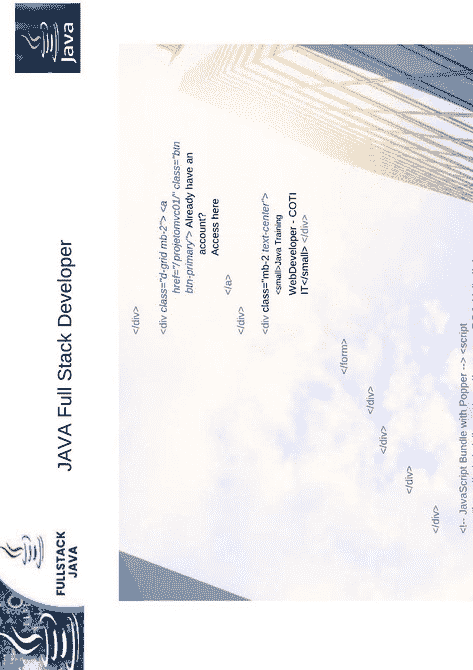 FULLSTACK
JAVA
JAVA Full Stack Developer
Java
</div>
<div class="d-grid mb-2"> <a
href="/projetomvc01/" class="btn
btn-primary"> Already have an
account?
Access here
</a>
</div>
<div class="mb-2 text-center">
<small>Java Training
WebDeveloper - COTI
IT</small> </div>
</form>
</div>
</div>
</div>
</div>
<!-- JavaScript Bundle with Popper --> <script